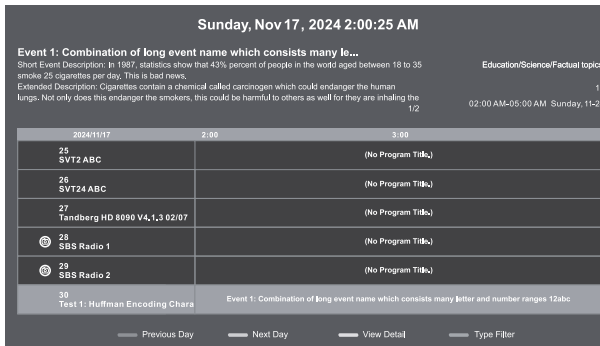 Sunday, Nov 17, 2024 2:00:25 AM
Event 1: Combination of long event name which consists many le...
Short Event Description: In 1987, statistics show that 43% percent of people in the world aged between 18 to 35
smoke 25 cigarettes per day, This is bad news,
Extended Description: Cigarettes contain a chemical called carcinogen which could endanger the human
lungs. Not only does this endanger the smokers, this could be harmful to others as well for they are inhaling the
1/2
Education/Science/Factual topics
1
02:00 AM-05:00 AM Sunday, 11-2
2024/11/17 2:00 3:00
25
SVT2 ABC
(No Program Title.)
26
SVT24 ABC
(No Program Title.)
27
Tandberg HD 8090 V4.1.3 02/07
(No Program Title.)
28
SBS Radio 1
(No Program Title.)
29
SBS Radio 2
(No Program Title.)
30
Test 1: Huffman Encoding Chara
Event 1: Combination of long event name which consists many letter and number ranges 12abc
Previous Day Next Day View Detail Type Filter